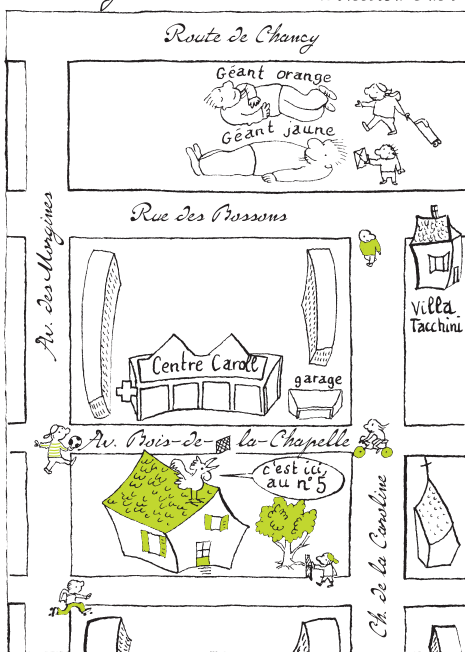 Route de Chancy
Géant orange
Géant jaune
Rue des Bossons
Av. des Morgines
Villa
Tacchini
Centre Caroll
garage
Av. Bois-de-la-Chapelle
c'est ici
au n° 5
Ch. de la Caroline